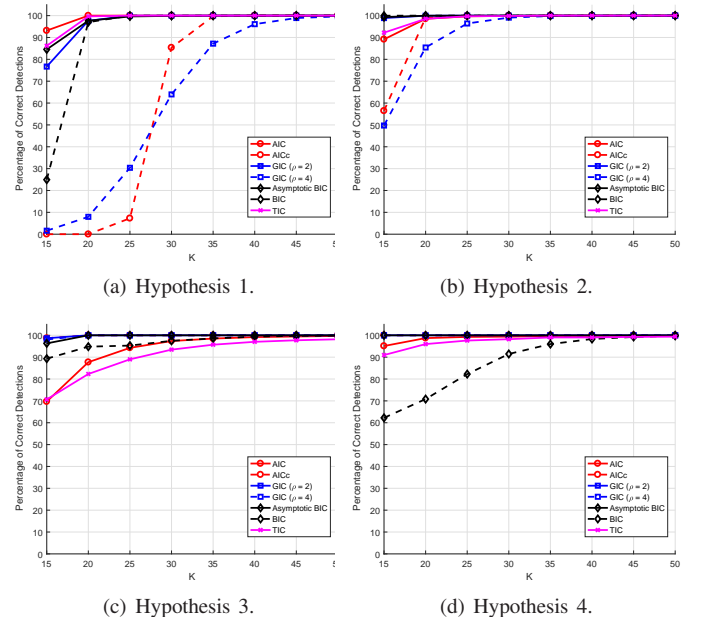 Percentage of Correct Detections
100
90
80
70
60
50
40
30
20
10
0
15 20 25 30 35 40 45 50
K
AIC
AICc
GIC (ρ = 2)
GIC (ρ = 4)
Asymptotic BIC
BIC
TIC
(a) Hypothesis 1.
Percentage of Correct Detections
100
90
80
70
60
50
40
30
20
10
0
15 20 25 30 35 40 45 50
K
AIC
AICc
GIC (ρ = 2)
GIC (ρ = 4)
Asymptotic BIC
BIC
TIC
(b) Hypothesis 2.
Percentage of Correct Detections
100
90
80
70
60
50
40
30
20
10
0
15 20 25 30 35 40 45 50
K
AIC
AICc
GIC (ρ = 2)
GIC (ρ = 4)
Asymptotic BIC
BIC
TIC
(c) Hypothesis 3.
Percentage of Correct Detections
100
90
80
70
60
50
40
30
20
10
0
15 20 25 30 35 40 45 50
K
AIC
AICc
GIC (ρ = 2)
GIC (ρ = 4)
Asymptotic BIC
BIC
TIC
(d) Hypothesis 4.